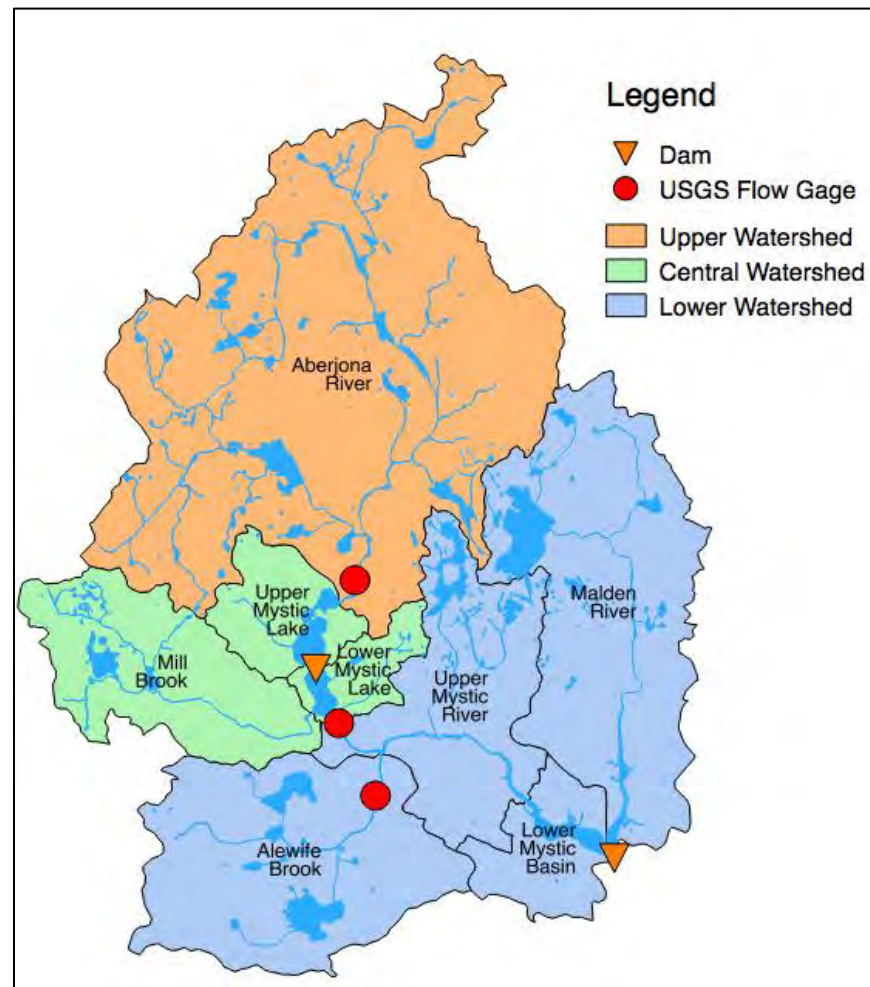 Legend
Dam
USGS Flow Gage
Upper Watershed
Central Watershed
Lower Watershed
Aberjona
River
Upper
Mystic
Lake
Lower
Mystic
Lake
Mill
Brook
Malden
River
Upper
Mystic
River
Alewife
Brook
Lower
Mystic
Basin